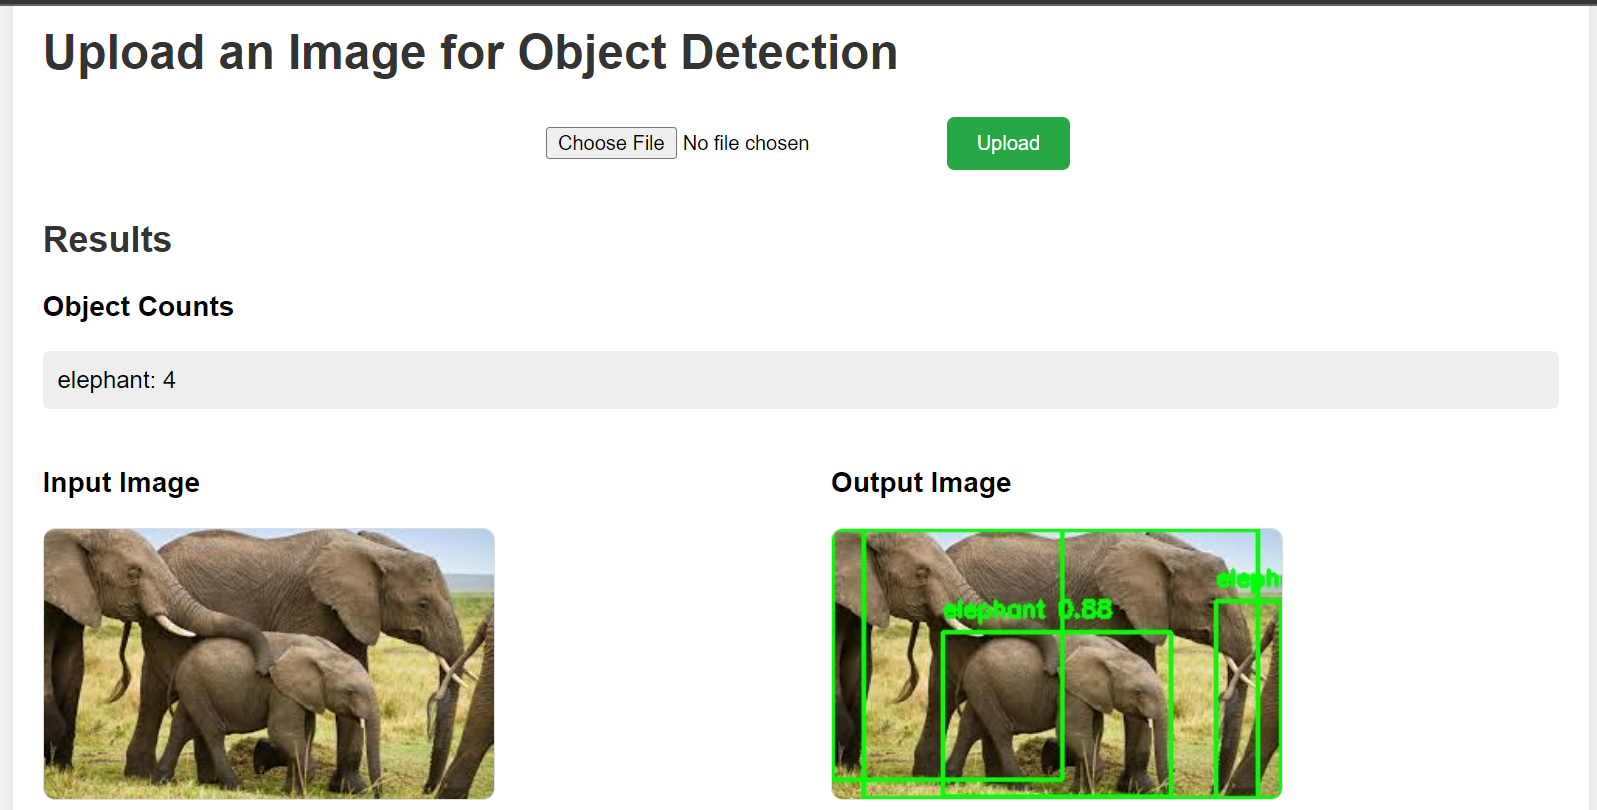 Upload an Image for Object Detection
Choose File No file chosen
Upload
Results
Object Counts
elephant: 4
Input Image
Output Image
eleph
elephant 0.88